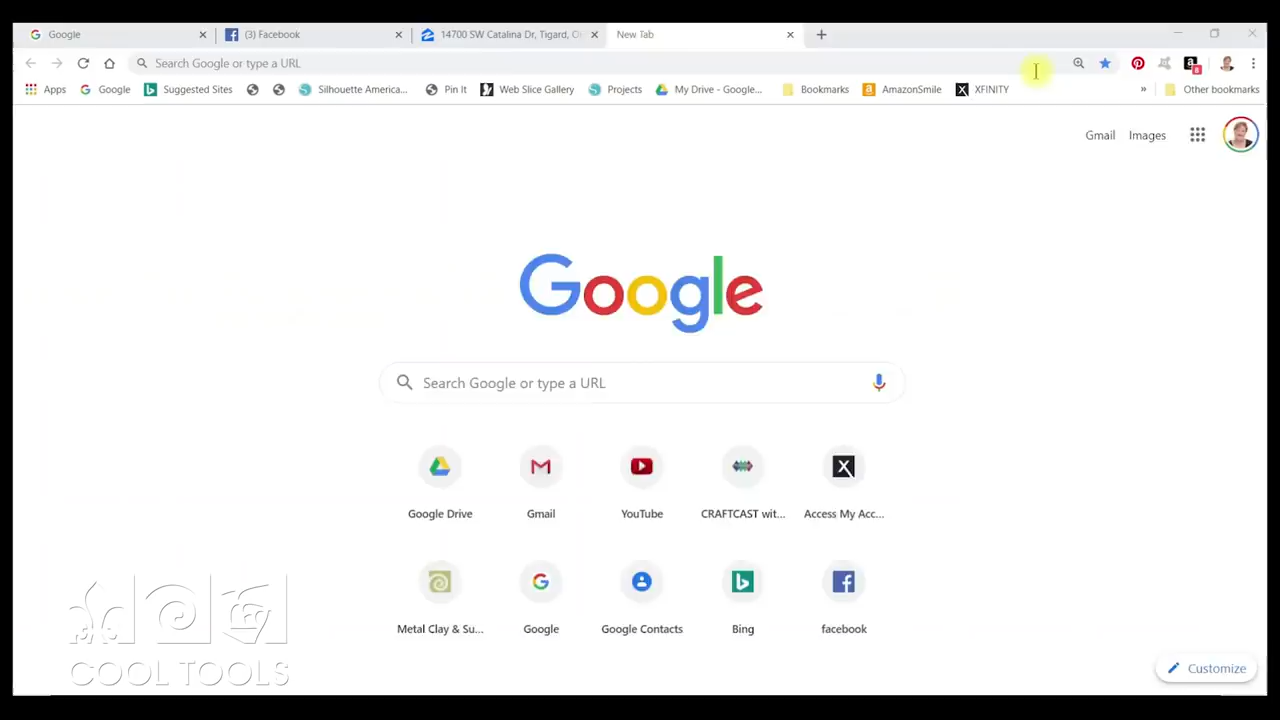 Google
(3) Facebook
14700 SW Catalina Dr, Tigard, O
New Tab
Search Google or type a URL
8
Apps
Google
Suggested Sites
Silhouette America...
Pin It
Web Slice Gallery
Projects
My Drive - Google...
Bookmarks
AmazonSmile
XFINITY
»
Other bookmarks
Gmail
Images
Google
Search Google or type a URL
Google Drive
Gmail
YouTube
CRAFTCAST wit...
Access My Acc...
Metal Clay & Su...
Google
Google Contacts
Bing
facebook
COOL TOOLS
Customize